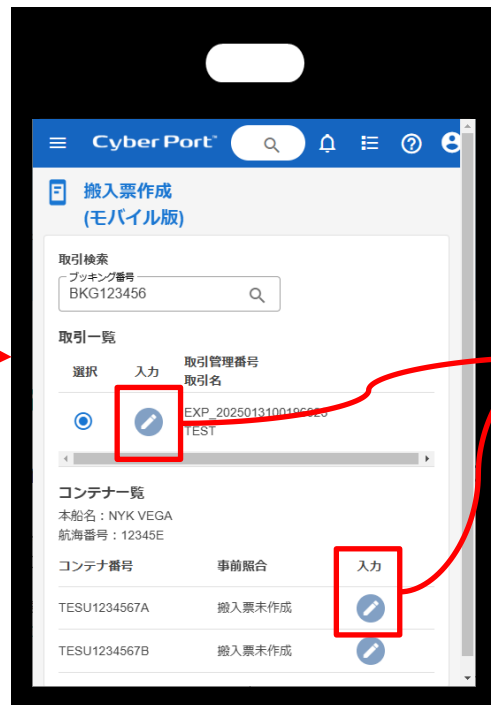 Cyber Port
搬入票作成
(モバイル版)
取引検索
ブッキング番号
BKG123456
取引一覧
選択 入力 取引管理番号
取引名
TEST
コンテナ一覧
本船名：NYK VEGA
航海番号：12345E
コンテナ番号 事前照合 入力
TESU1234567A 搬入票未作成
TESU1234567B 搬入票未作成